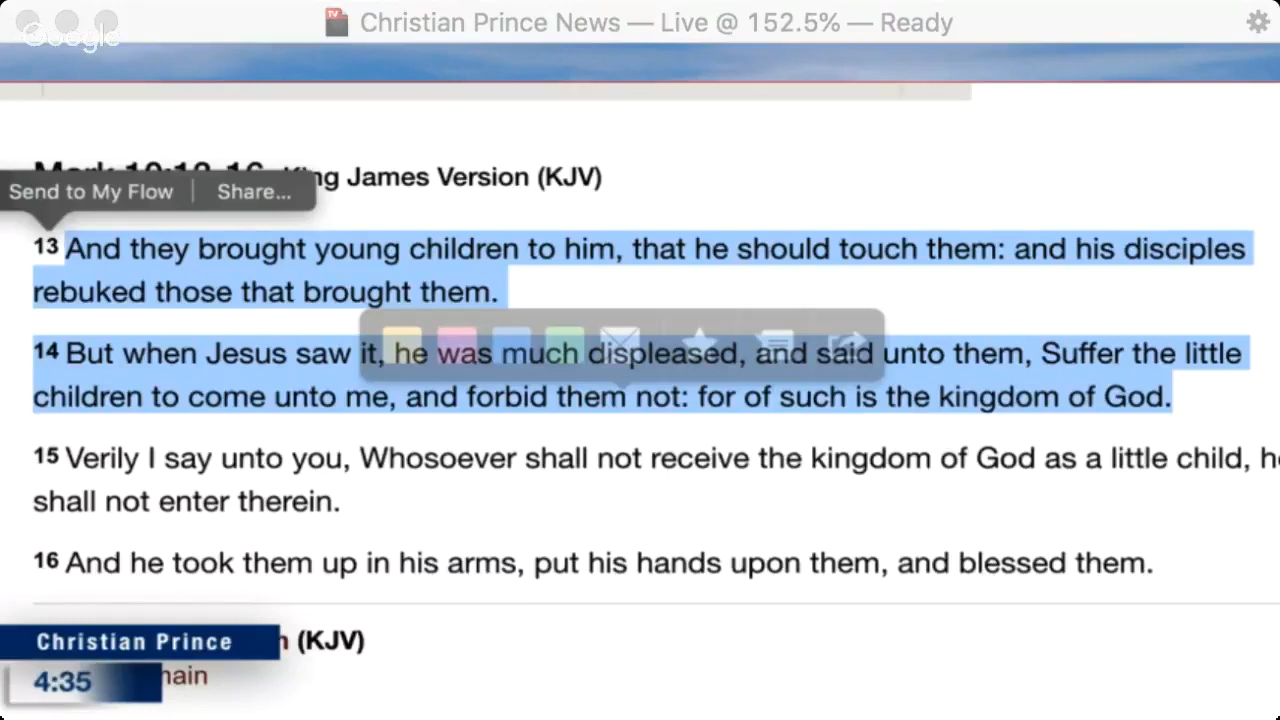 Google
Christian Prince News — Live @ 152.5% — Ready
King James Version (KJV)
Send to My Flow | Share...
13 And they brought young children to him, that he should touch them: and his disciples
rebuked those that brought them.
14 But when Jesus saw it, he was much displeased, and said unto them, Suffer the little
children to come unto me, and forbid them not: for of such is the kingdom of God.
15 Verily I say unto you, Whosoever shall not receive the kingdom of God as a little child, he
shall not enter therein.
16 And he took them up in his arms, put his hands upon them, and blessed them.
Christian Prince
(KJV)
4:35